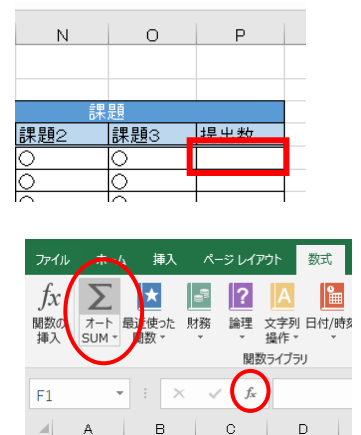 N O P
課題
課題2 課題3 提出数
○ ○
○ ○
ファイル ホーム 挿入 ページ レイアウト 数式
fx Σ ? A
関数の オート 最近使った 財務 論理 文字列 日付/時刻
挿入 SUM 関数 操作
関数ライブラリ
F1 fx
A B C D